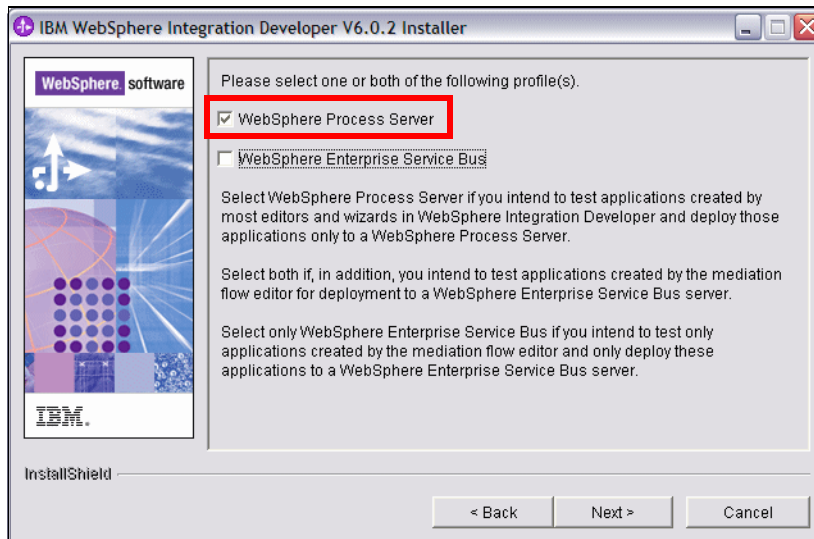 IBM WebSphere Integration Developer V6.0.2 Installer
WebSphere. software
Please select one or both of the following profile(s).
WebSphere Process Server
WebSphere Enterprise Service Bus
Select WebSphere Process Server if you intend to test applications created by
most editors and wizards in WebSphere Integration Developer and deploy those
applications only to a WebSphere Process Server.
Select both if, in addition, you intend to test applications created by the mediation
flow editor for deployment to a WebSphere Enterprise Service Bus server.
Select only WebSphere Enterprise Service Bus if you intend to test only
applications created by the mediation flow editor and only deploy these
applications to a WebSphere Enterprise Service Bus server.
IBM.
InstallShield
< Back
Next >
Cancel